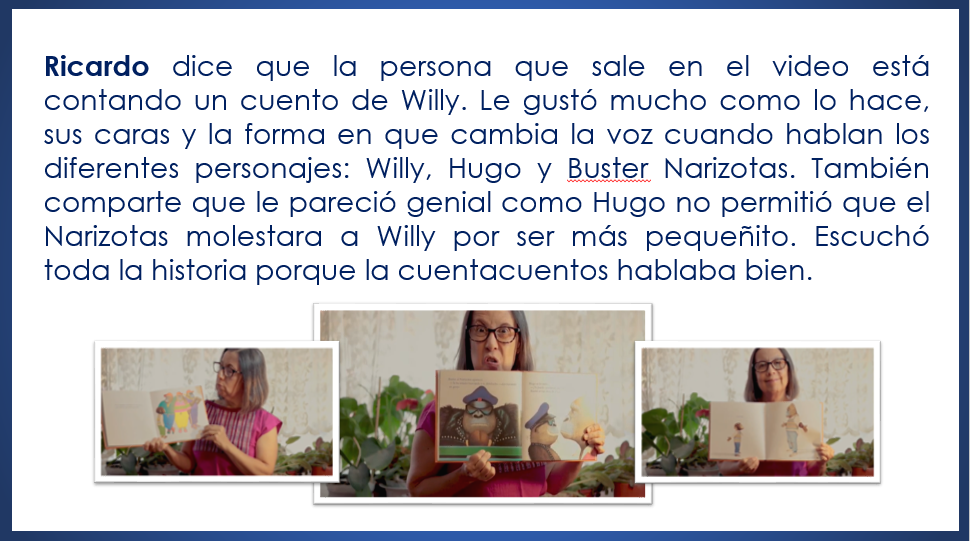 Ricardo dice que la persona que sale en el video está
contando un cuento de Willy. Le gustó mucho como lo hace,
sus caras y la forma en que cambia la voz cuando hablan los
diferentes personajes: Willy, Hugo y Buster Narizotas. También
comparte que le pareció genial como Hugo no permitió que el
Narizotas molestara a Willy por ser más pequeñito. Escuchó
toda la historia porque la cuentacuentos hablaba bien.